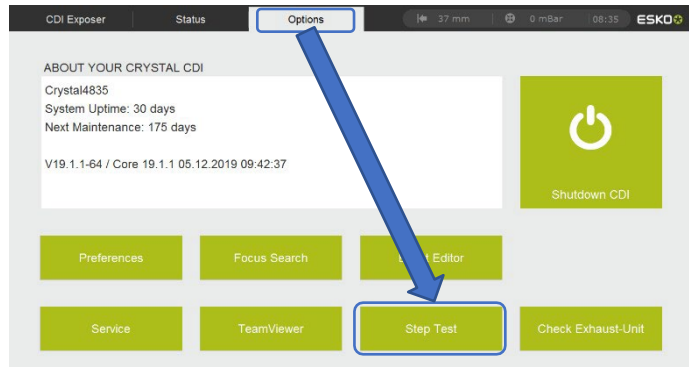 CDI Exposer Status Options 37 mm 0 mBar 08:35 ESKO
ABOUT YOUR CRYSTAL CDI
Crystal4835
System Uptime: 30 days
Next Maintenance: 175 days
V19.1.1-64 / Core 19.1.1 05.12.2019 09:42:37
Shutdown CDI
Preferences Focus Search Editor
Service TeamViewer Step Test Check Exhaust-Unit